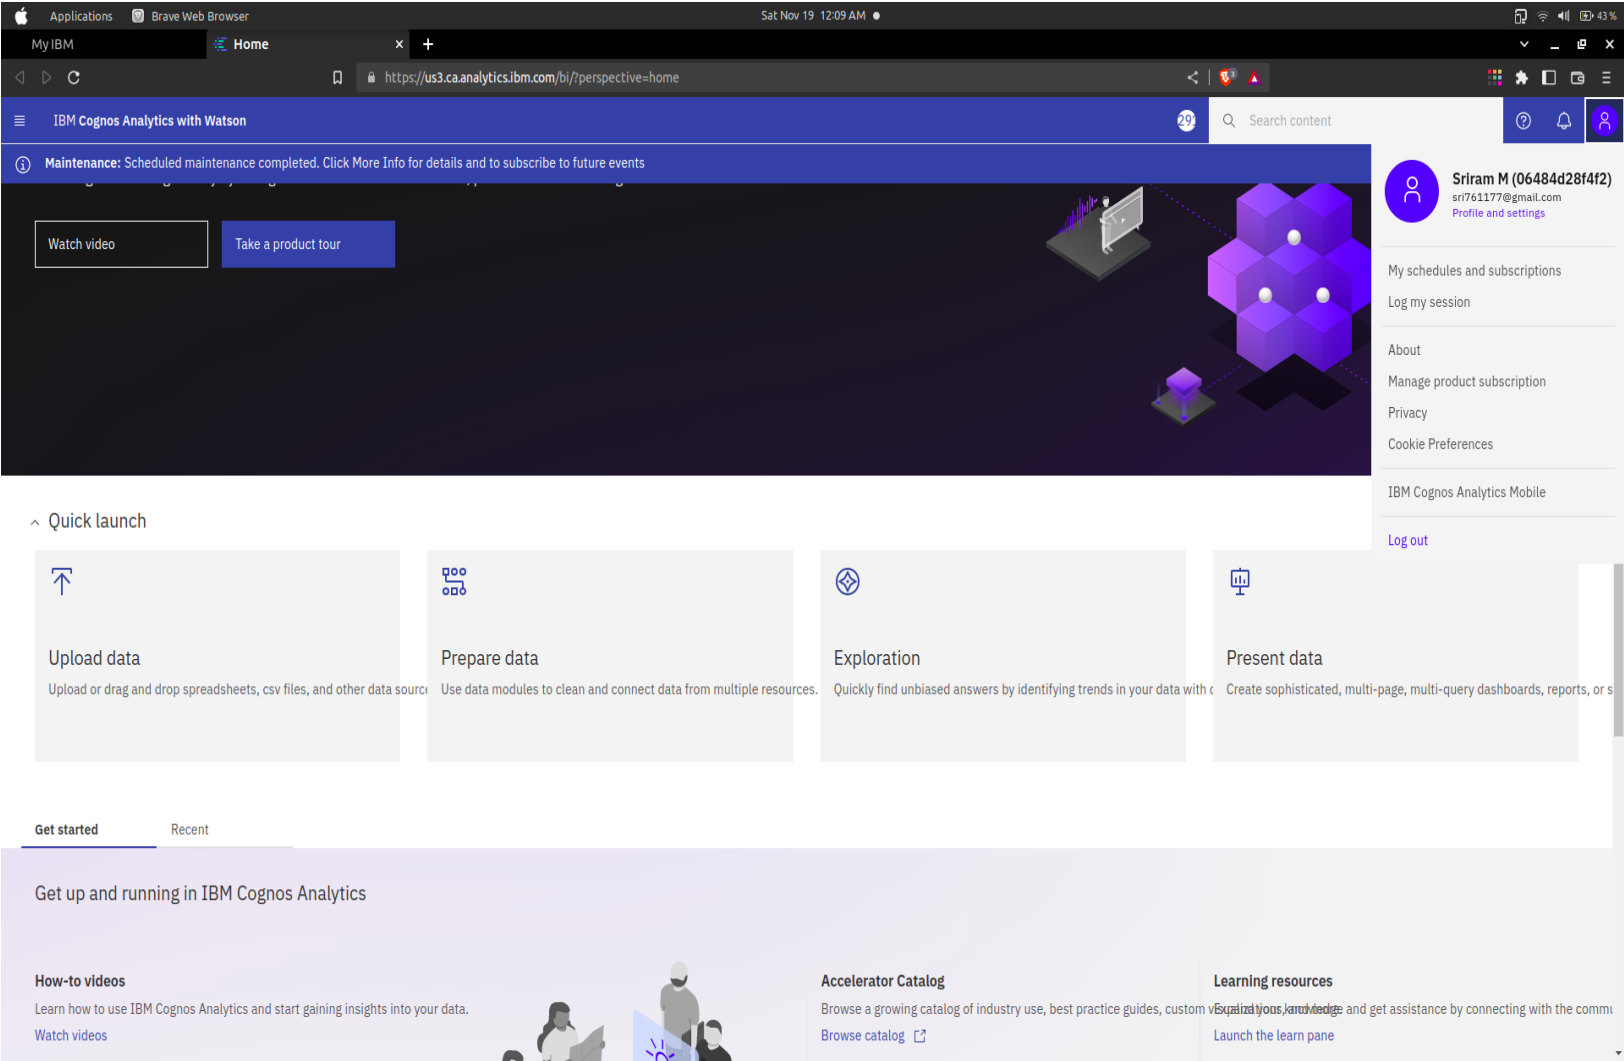 Applications Brave Web Browser Sat Nov 19 12:09 AM 43 %
My IBM Home
https://us3.ca.analytics.ibm.com/bi/?perspective=home
IBM Cognos Analytics with Watson Search content
Maintenance: Scheduled maintenance completed. Click More Info for details and to subscribe to future events
Sriram M (06484d28f4f2)
sri761177@gmail.com
Profile and settings
Watch video Take a product tour
My schedules and subscriptions
Log my session
About
Manage product subscription
Privacy
Cookie Preferences
IBM Cognos Analytics Mobile
Log out
Quick launch
Upload data
Upload or drag and drop spreadsheets, csv files, and other data source
Prepare data
Use data modules to clean and connect data from multiple resources.
Exploration
Quickly find unbiased answers by identifying trends in your data with
Present data
Create sophisticated, multi-page, multi-query dashboards, reports, or s
Get started Recent
Get up and running in IBM Cognos Analytics
How-to videos
Learn how to use IBM Cognos Analytics and start gaining insights into your data.
Watch videos
Accelerator Catalog
Browse a growing catalog of industry use, best practice guides, custom
Browse catalog
Learning resources
and get assistance by connecting with the commu
Launch the learn pane